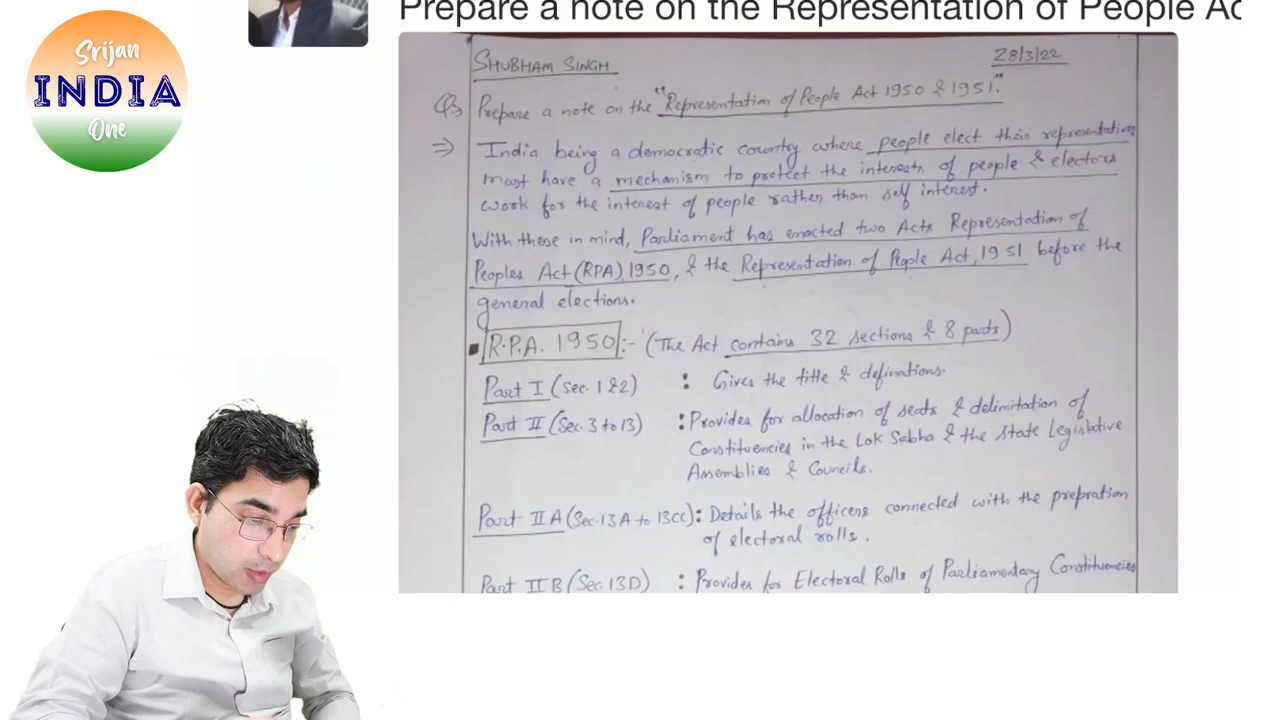 Prepare a note on the Representation of People Ac
Srijan
INDIA
One
SHUBHAM SINGH
28/3/22
Q. Prepare a note on the "Representation of People Act 1950 & 1951."
⇒ India being a democratic country where people elect their representation
must have a mechanism to protect the interests of people & electors
work for the interest of people rather than self interest.
With these in mind, Parliament has enacted two Acts Representation of
Peoples Act (RPA), 1950, & the Representation of People Act, 1951 before the
general elections.
▪ R.P.A. 1950 :- (The Act contains 32 sections & 8 parts)
Part I (Sec. 1 & 2) : Gives the title & definations.
Part II (Sec. 3 to 13) : Provides for allocation of seats & delimitation of
Constituencies in the Lok Sabha & the State Legislative
Assemblies & Councils.
Part II A (Sec. 13A to 13CC) : Details the officers connected with the prepration
of electoral rolls.
Part II B (Sec. 13D) : Provides for Electoral Rolls of Parliamentary Constituencies